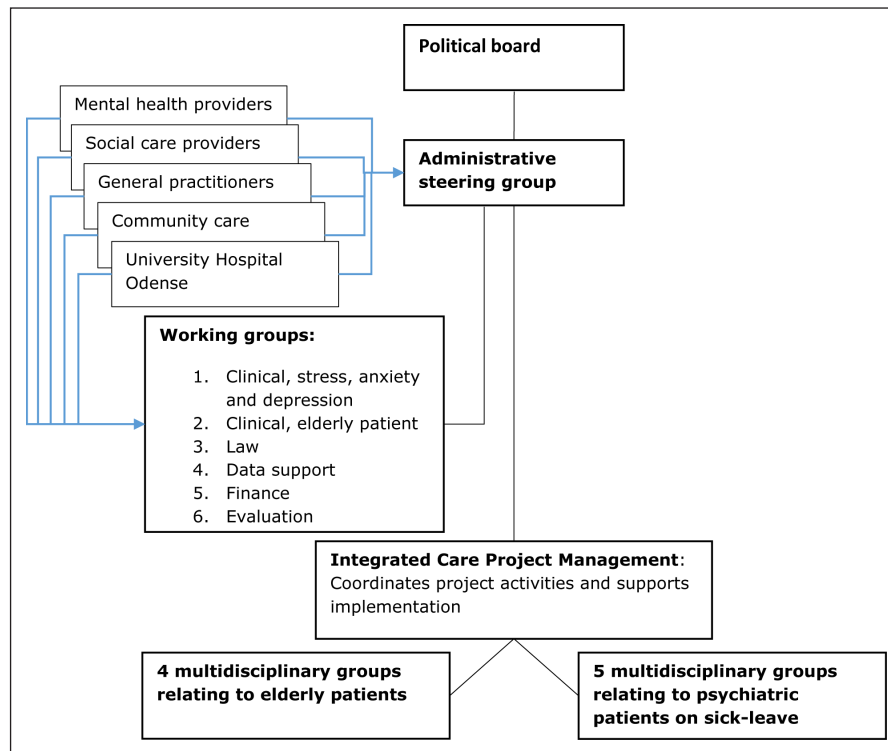 Political board
Mental health providers
Social care providers
General practitioners
Community care
University Hospital
Odense
Administrative
steering group
Working groups:
1. Clinical, stress, anxiety
and depression
2. Clinical, elderly patient
3. Law
4. Data support
5. Finance
6. Evaluation
Integrated Care Project Management:
Coordinates project activities and supports
implementation
4 multidisciplinary groups
relating to elderly patients
5 multidisciplinary groups
relating to psychiatric
patients on sick-leave